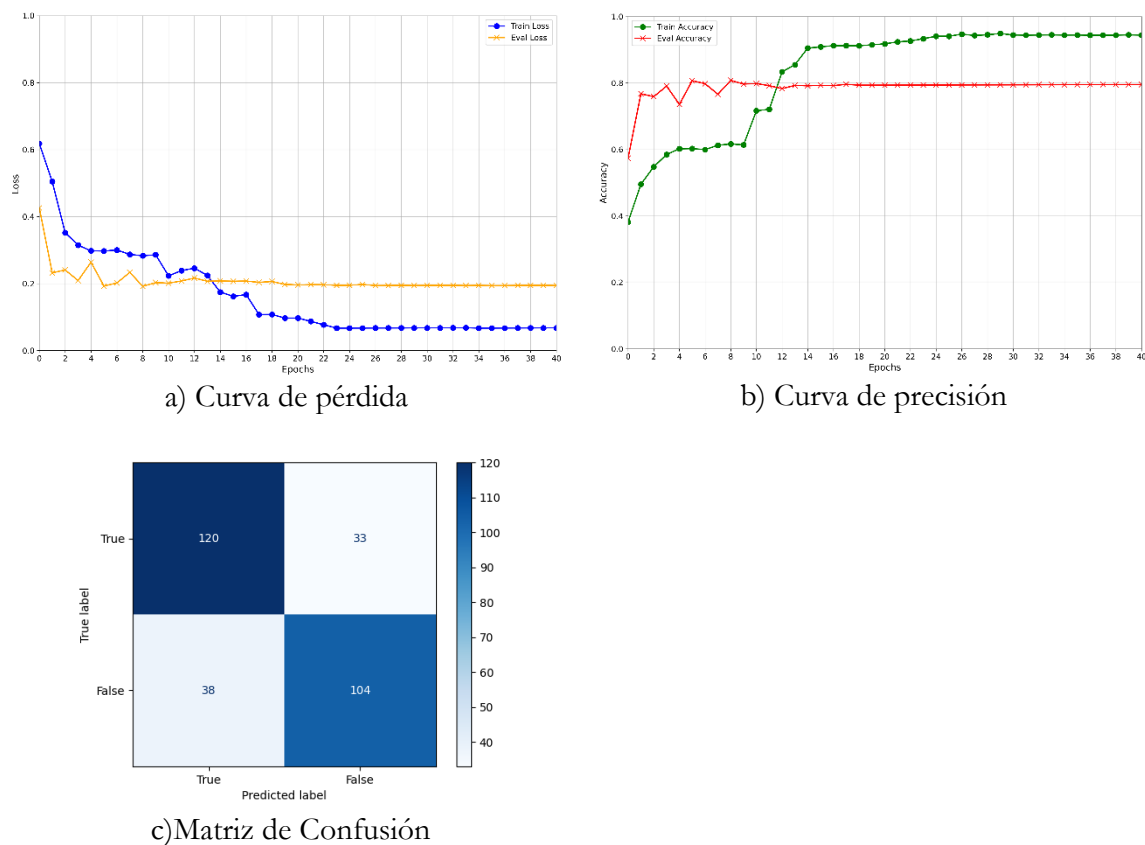 1.0
0.8
0.6
0.4
0.2
0.0
Loss
Train Loss
Eval Loss
0 2 4 6 8 10 12 14 16 18 20 22 24 26 28 30 32 34 36 38 40
Epochs
a) Curva de pérdida
1.0
0.8
0.6
0.4
0.2
0.0
Accuracy
Train Accuracy
Eval Accuracy
0 2 4 6 8 10 12 14 16 18 20 22 24 26 28 30 32 34 36 38 40
Epochs
b) Curva de precisión
True label
True
False
120 33
38 104
True False
Predicted label
120
110
100
90
80
70
60
50
40
c)Matriz de Confusión